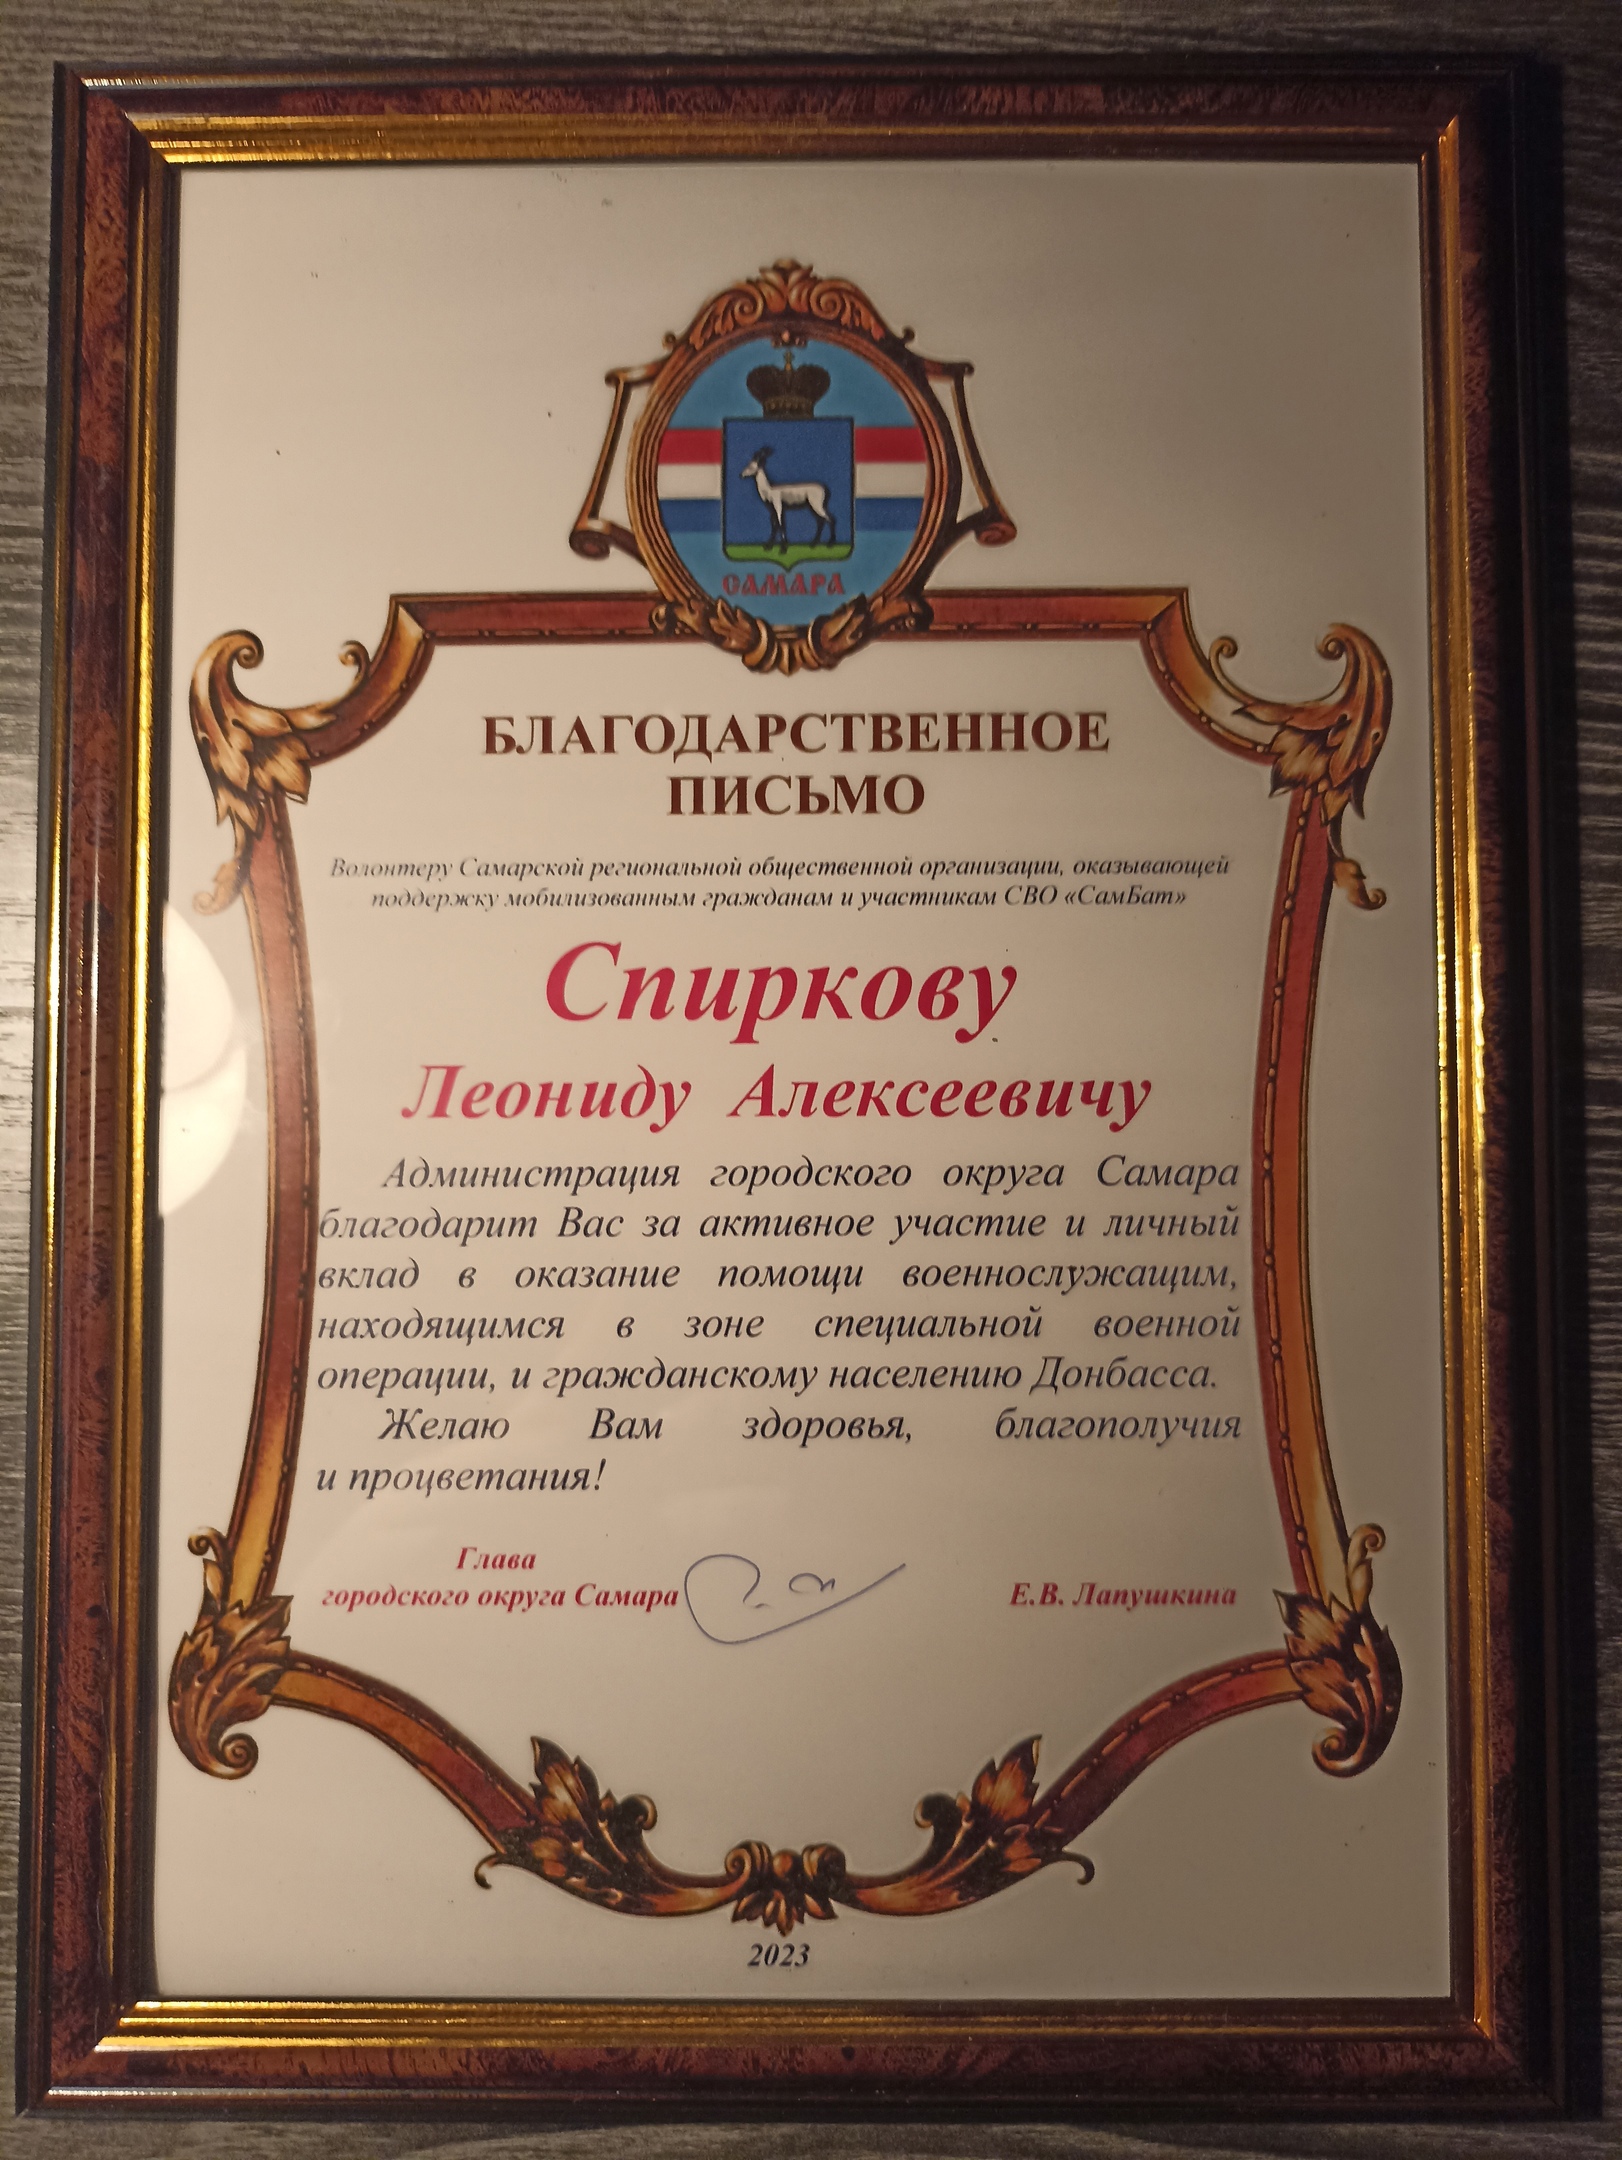 САМАРА
БЛАГОДАРСТВЕННОЕ
ПИСЬМО
Волонтеру Самарской региональной общественной организации, оказывающей
поддержку мобилизованным гражданам и участникам СВО «СамБат»
Спиркову
Леониду Алексеевичу
Администрация городского округа Самара
благодарит Вас за активное участие и личный
вклад в оказание помощи военнослужащим,
находящимся в зоне специальной военной
операции, и гражданскому населению Донбасса.
Желаю Вам здоровья, благополучия
и процветания!
Глава
городского округа Самара
Е.В. Лапушкина
2023